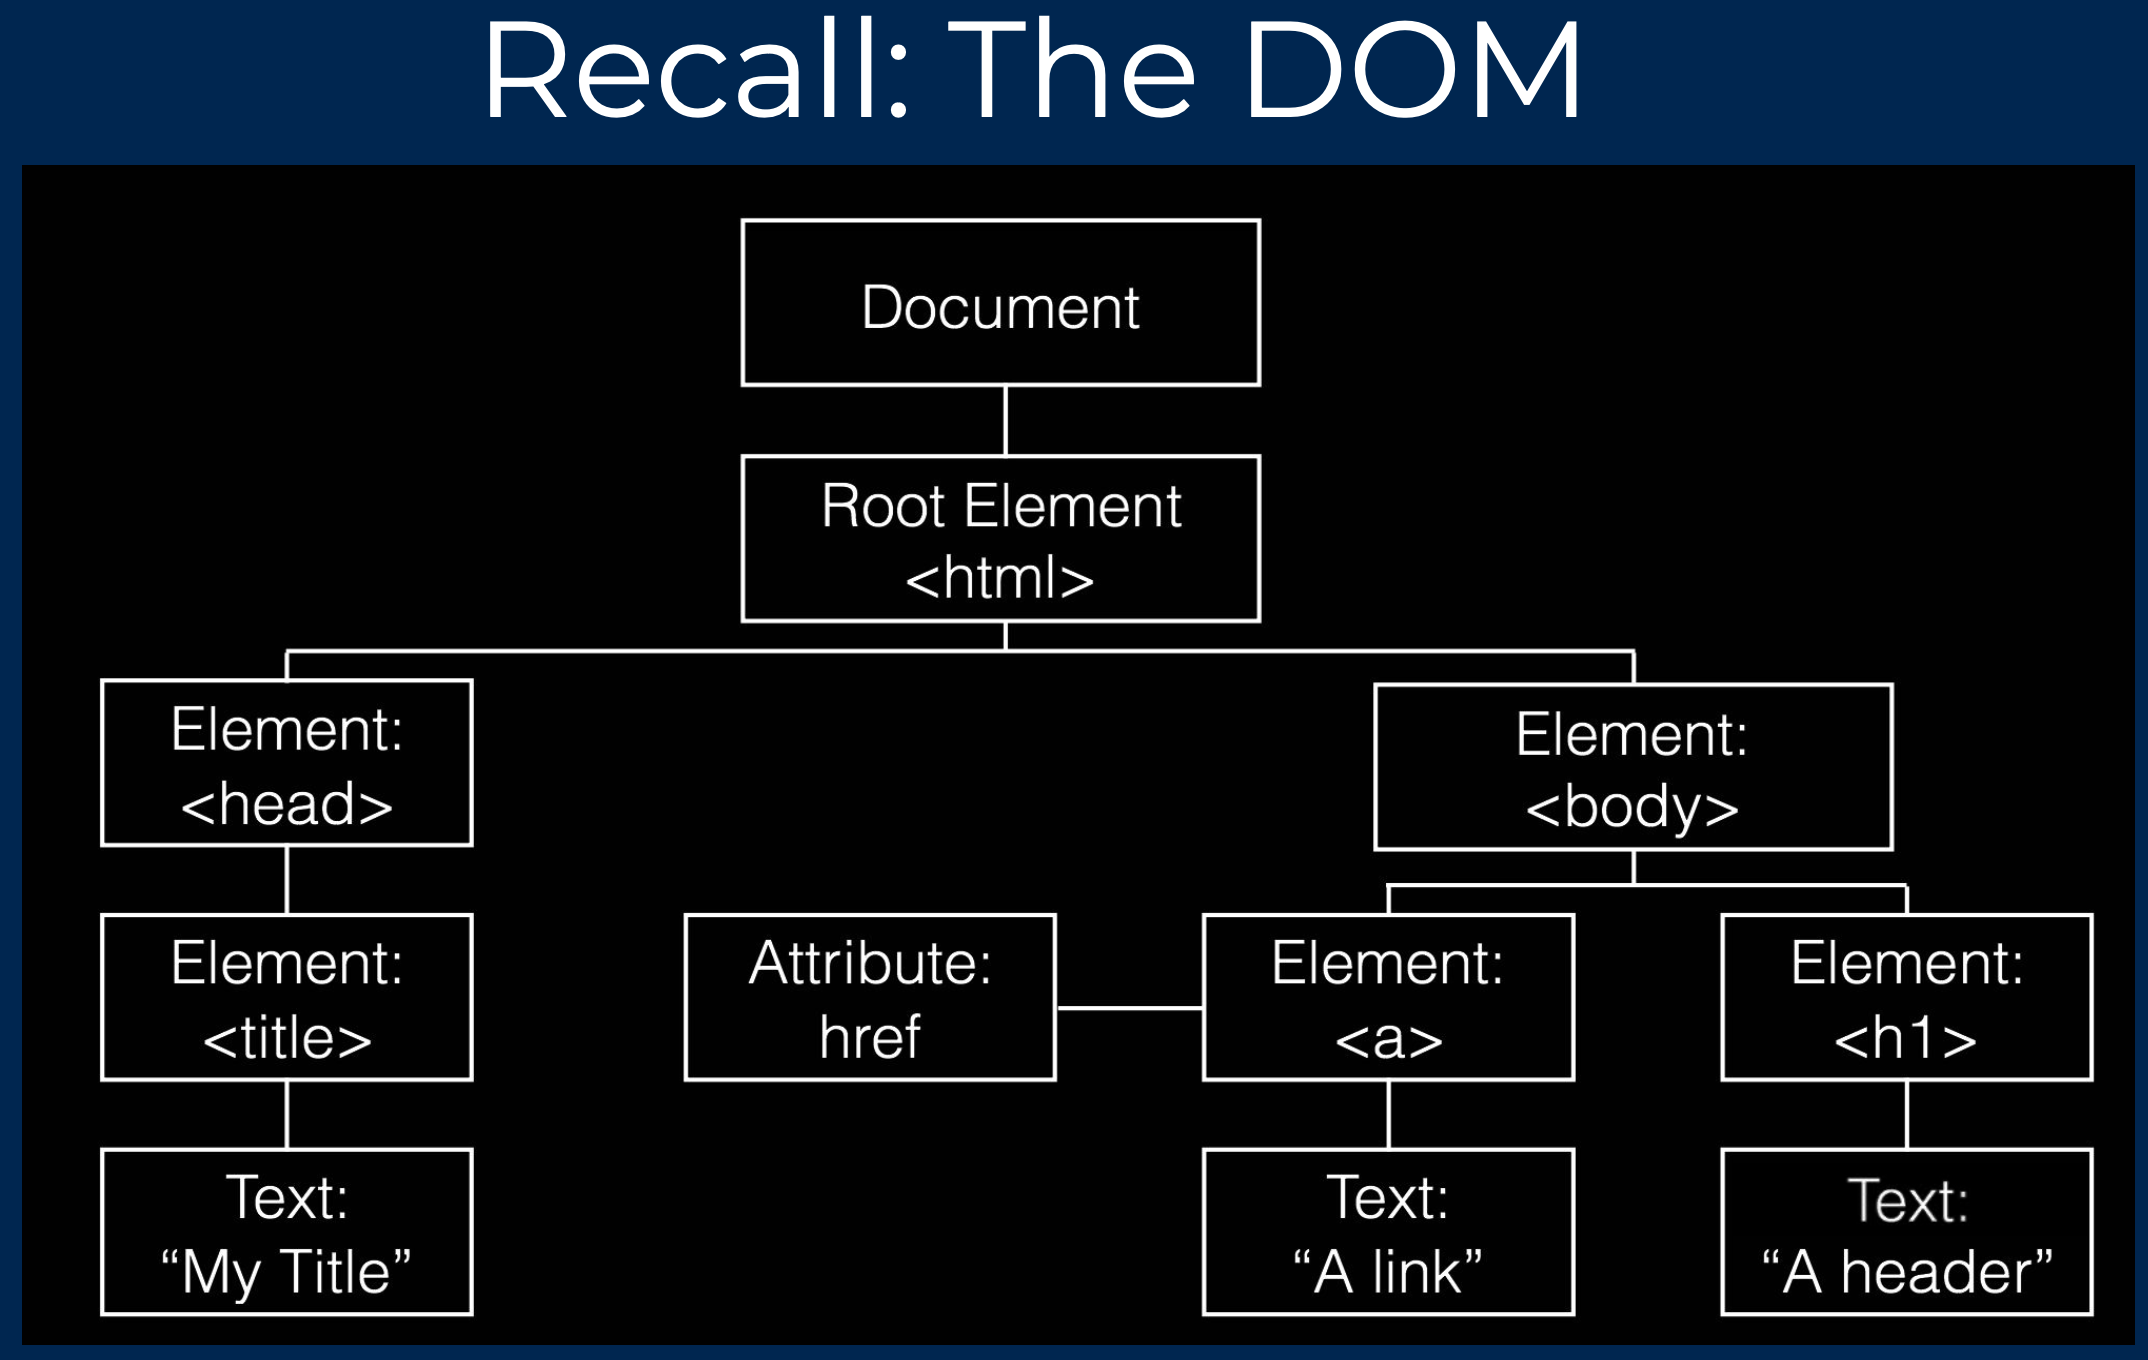 Recall: The DOM
Document
Root Element
<html>
Element:
<head>
Element:
<body>
Element:
<title>
Attribute:
href
Element:
<a>
Element:
<h1>
Text:
“My Title”
Text:
“A link”
Text:
“A header”